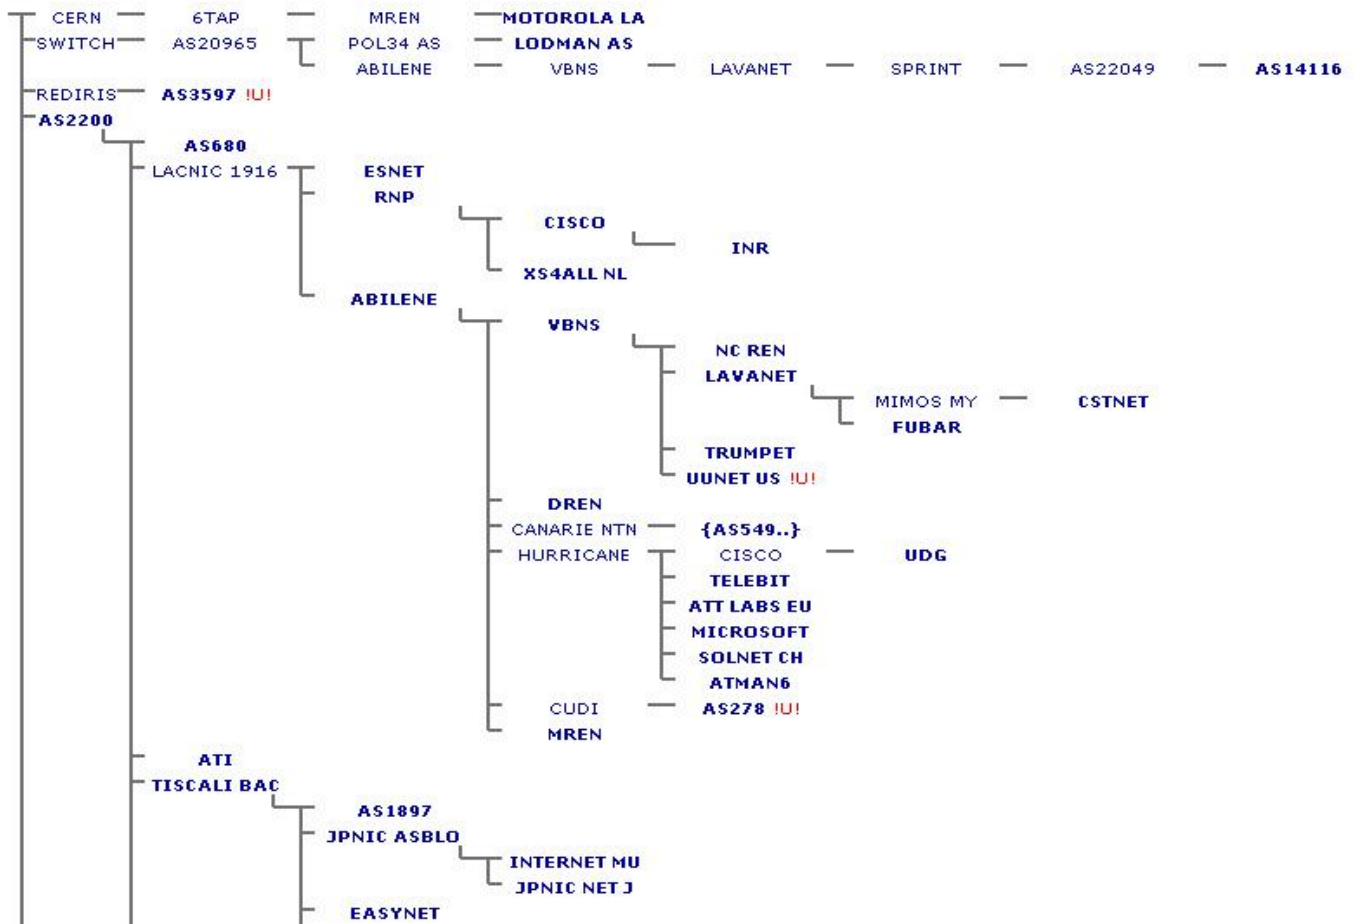 CERN 6TAP MREN MOTOROLA LA
SWITCH AS20965 POL34 AS LODMAN AS
ABILENE VBNS LAVANET SPRINT AS22049 AS14116
REDIRIS AS3597 !U!
AS2200
AS680
LACNIC 1916 ESNET
RNP
CISCO
INR
XS4ALL NL
ABILENE
VBNS
NC REN
LAVANET
MIMOS MY CSTNET
FUBAR
TRUMPET
UUNET US !U!
DREN
CANARIE NTN {AS549..}
HURRICANE CISCO UDG
TELEBIT
ATT LABS EU
MICROSOFT
SOLNET CH
ATMAN6
CUDI AS278 !U!
MREN
ATI
TISCALI BAC
AS1897
JPNIC ASBLO
INTERNET MU
JPNIC NET J
EASYNET